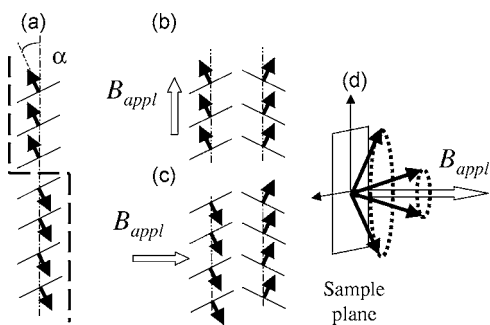 (a)
α
(b)
B_appl
(c)
B_appl
(d)
B_appl
Sample
plane